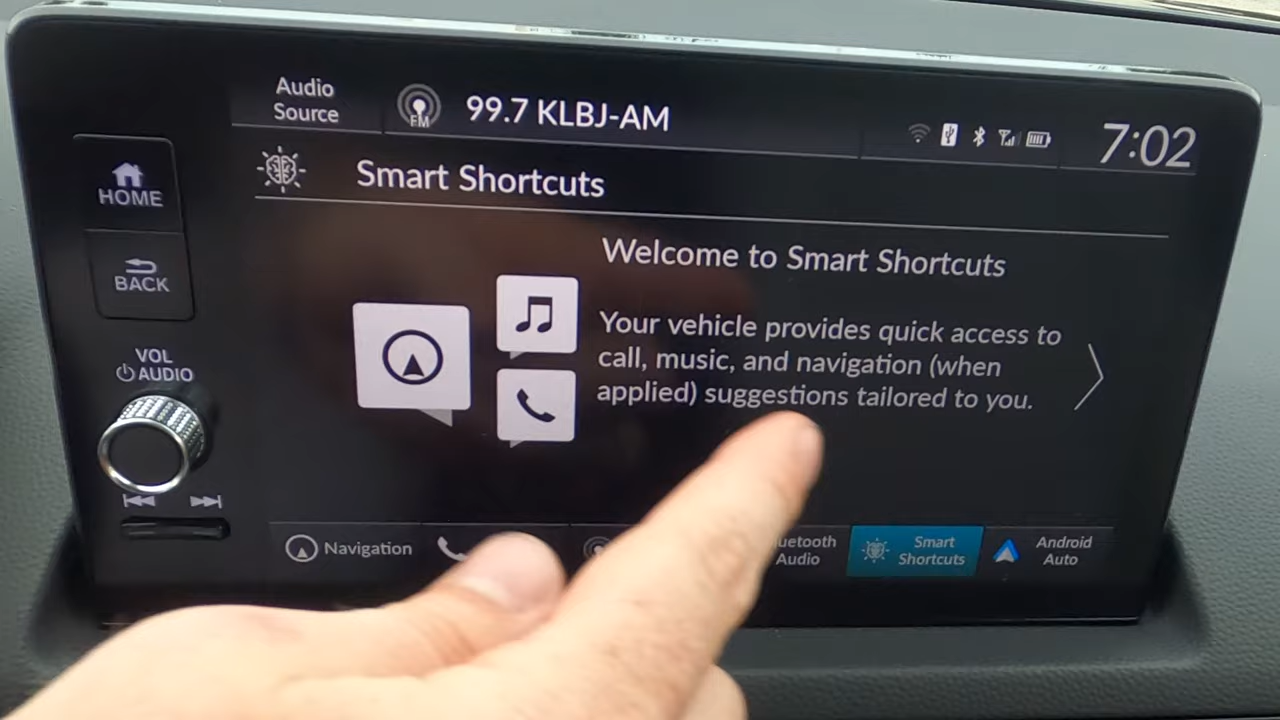 Audio
Source
FM
99.7 KLBJ-AM
7:02
HOME
Smart Shortcuts
BACK
Welcome to Smart Shortcuts
Your vehicle provides quick access to
call, music, and navigation (when
applied) suggestions tailored to you.
VOL
AUDIO
Navigation
Audio
Smart
Shortcuts
Android
Auto